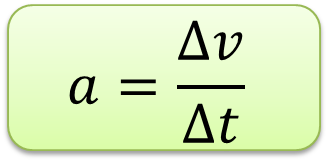 a = Δv / Δt